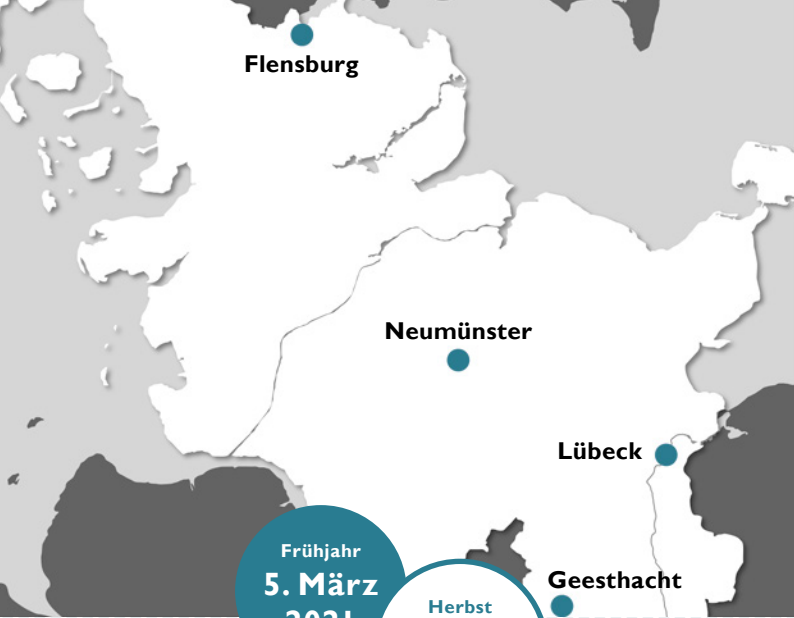 Flensburg
Neumünster
Lübeck
Geesthacht
Frühjahr
5. März
Herbst